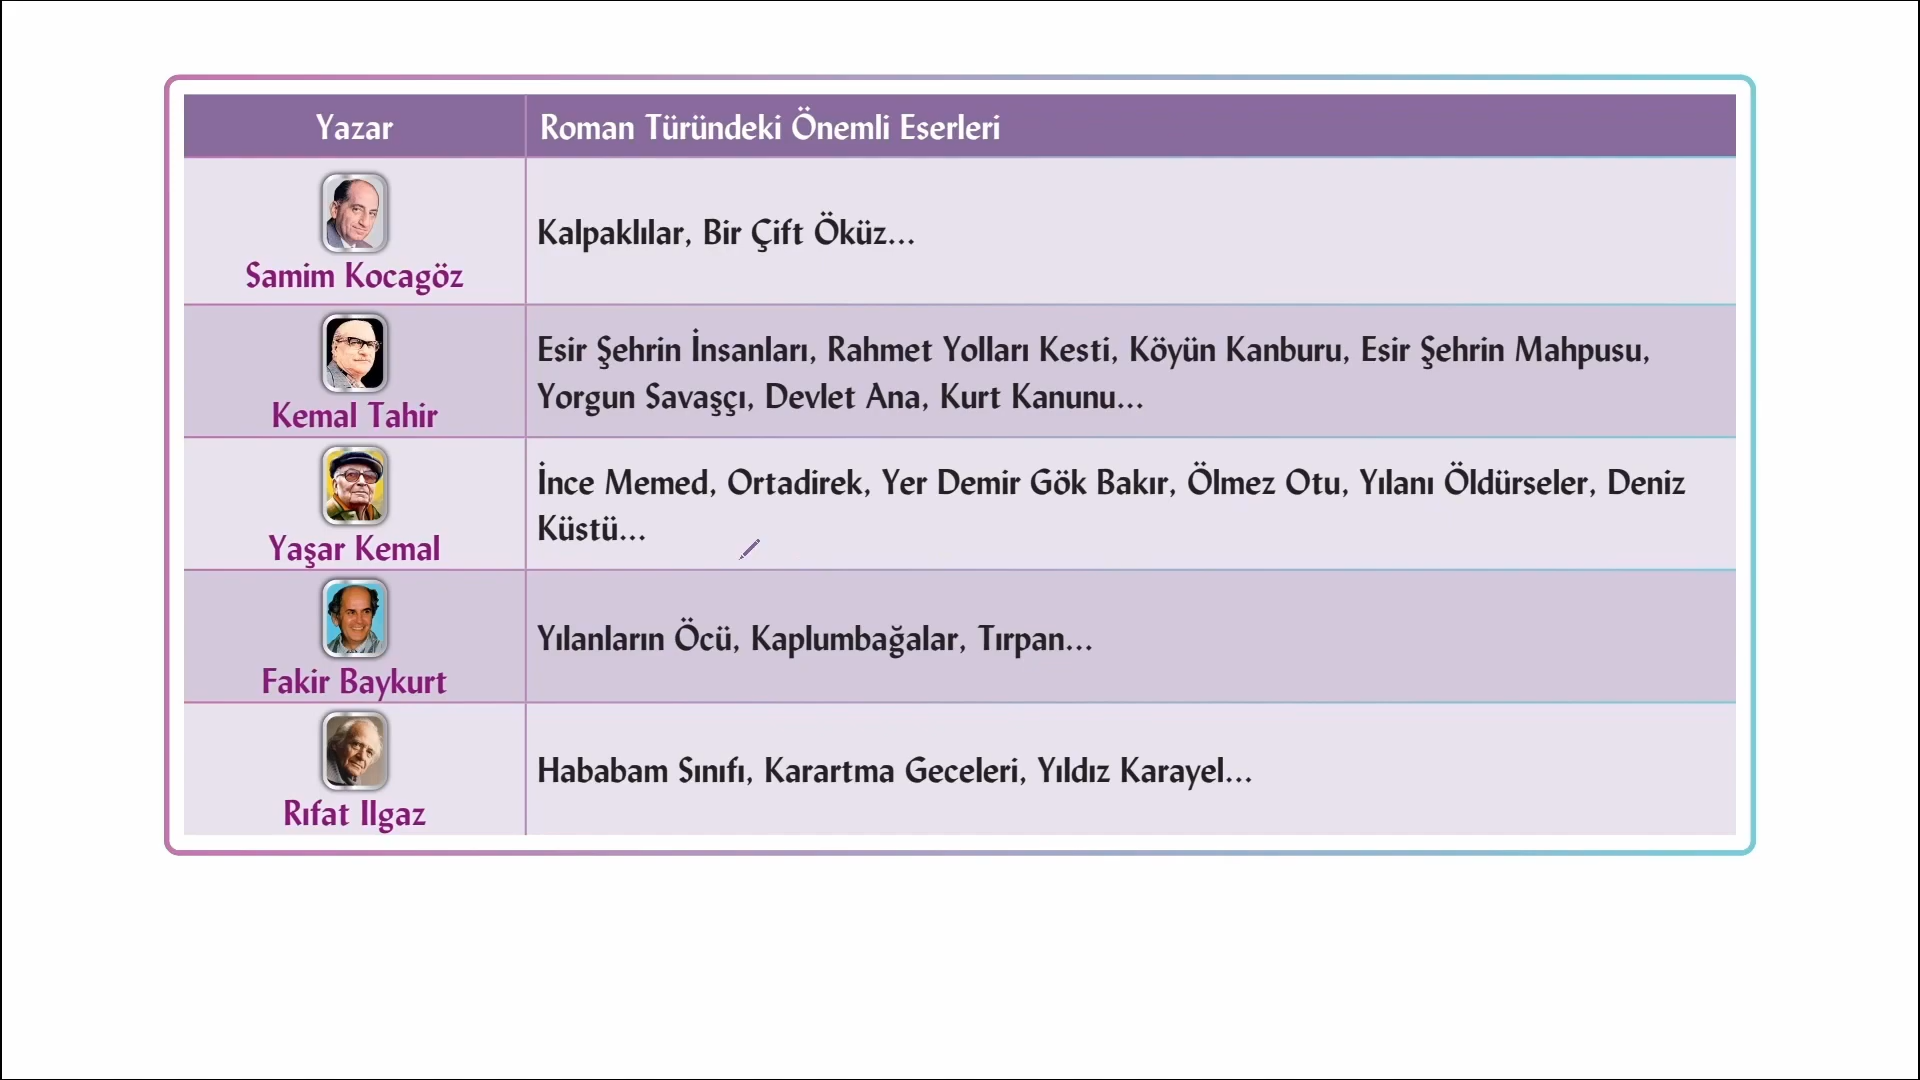 Yazar
Roman Türündeki Önemli Eserleri
Samim Kocagöz
Kalpaklılar, Bir Çift Öküz...
Kemal Tahir
Esir Şehrin İnsanları, Rahmet Yolları Kesti, Köyün Kanburu, Esir Şehrin Mahpusu,
Yorgun Savaşçı, Devlet Ana, Kurt Kanunu...
Yaşar Kemal
İnce Memed, Ortadirek, Yer Demir Gök Bakır, Ölmez Otu, Yılanı Öldürseler, Deniz
Küstü...
Fakir Baykurt
Yılanların Öcü, Kaplumbağalar, Tırpan...
Rıfat Ilgaz
Hababam Sınıfı, Karartma Geceleri, Yıldız Karayel...